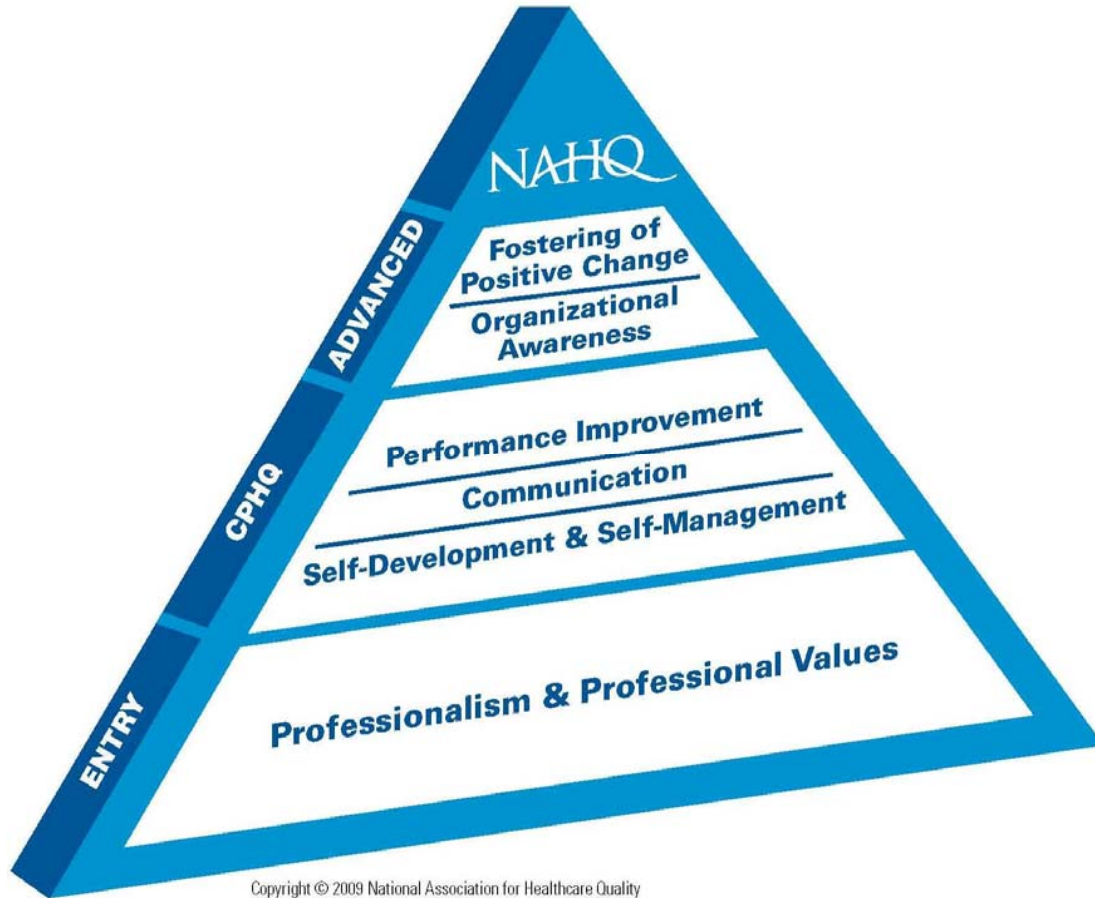 NAHQ
ADVANCED
Fostering of
Positive Change
Organizational
Awareness
CPHQ
Performance Improvement
Communication
Self-Development & Self-Management
ENTRY
Professionalism & Professional Values
Copyright © 2009 National Association for Healthcare Quality